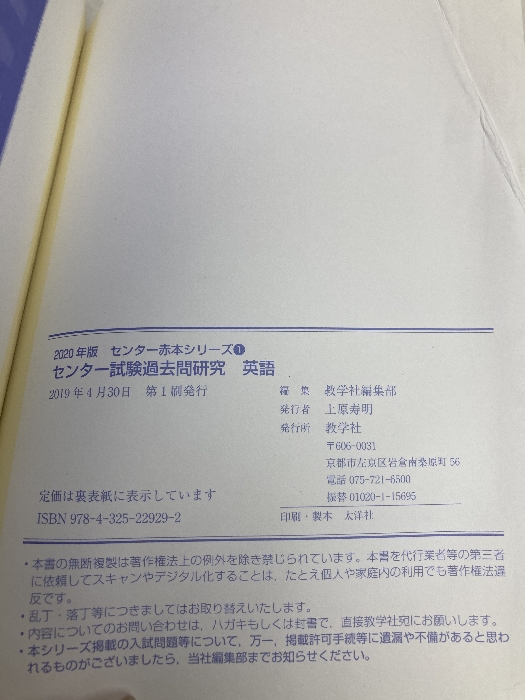 2020年版 センター赤本シリーズ❶
センター試験過去問研究 英語
2019年4月30日 第1刷発行
編 集 教学社編集部
発行者 上原寿明
発行所 教学社
〒606-0031
京都市左京区岩倉南桑原町56
電話 075-721-6500
振替 01020-1-15695
定価は裏表紙に表示しています
ISBN 978-4-325-22929-2
印刷・製本 太洋社
・本書の無断複製は著作権法上の例外を除き禁じられています。本書を代行業者等の第三者
に依頼してスキャンやデジタル化することは、たとえ個人や家庭内の利用でも著作権法違
反です。
・乱丁・落丁等につきましてはお取り替えいたします。
・内容についてのお問い合わせは、ハガキもしくは封書で、直接教学社宛にお願いします。
・本シリーズ掲載の入試問題等について、万一、掲載許可手続等に遺漏や不備があると思わ
れるものがございましたら、当社編集部までお知らせください。